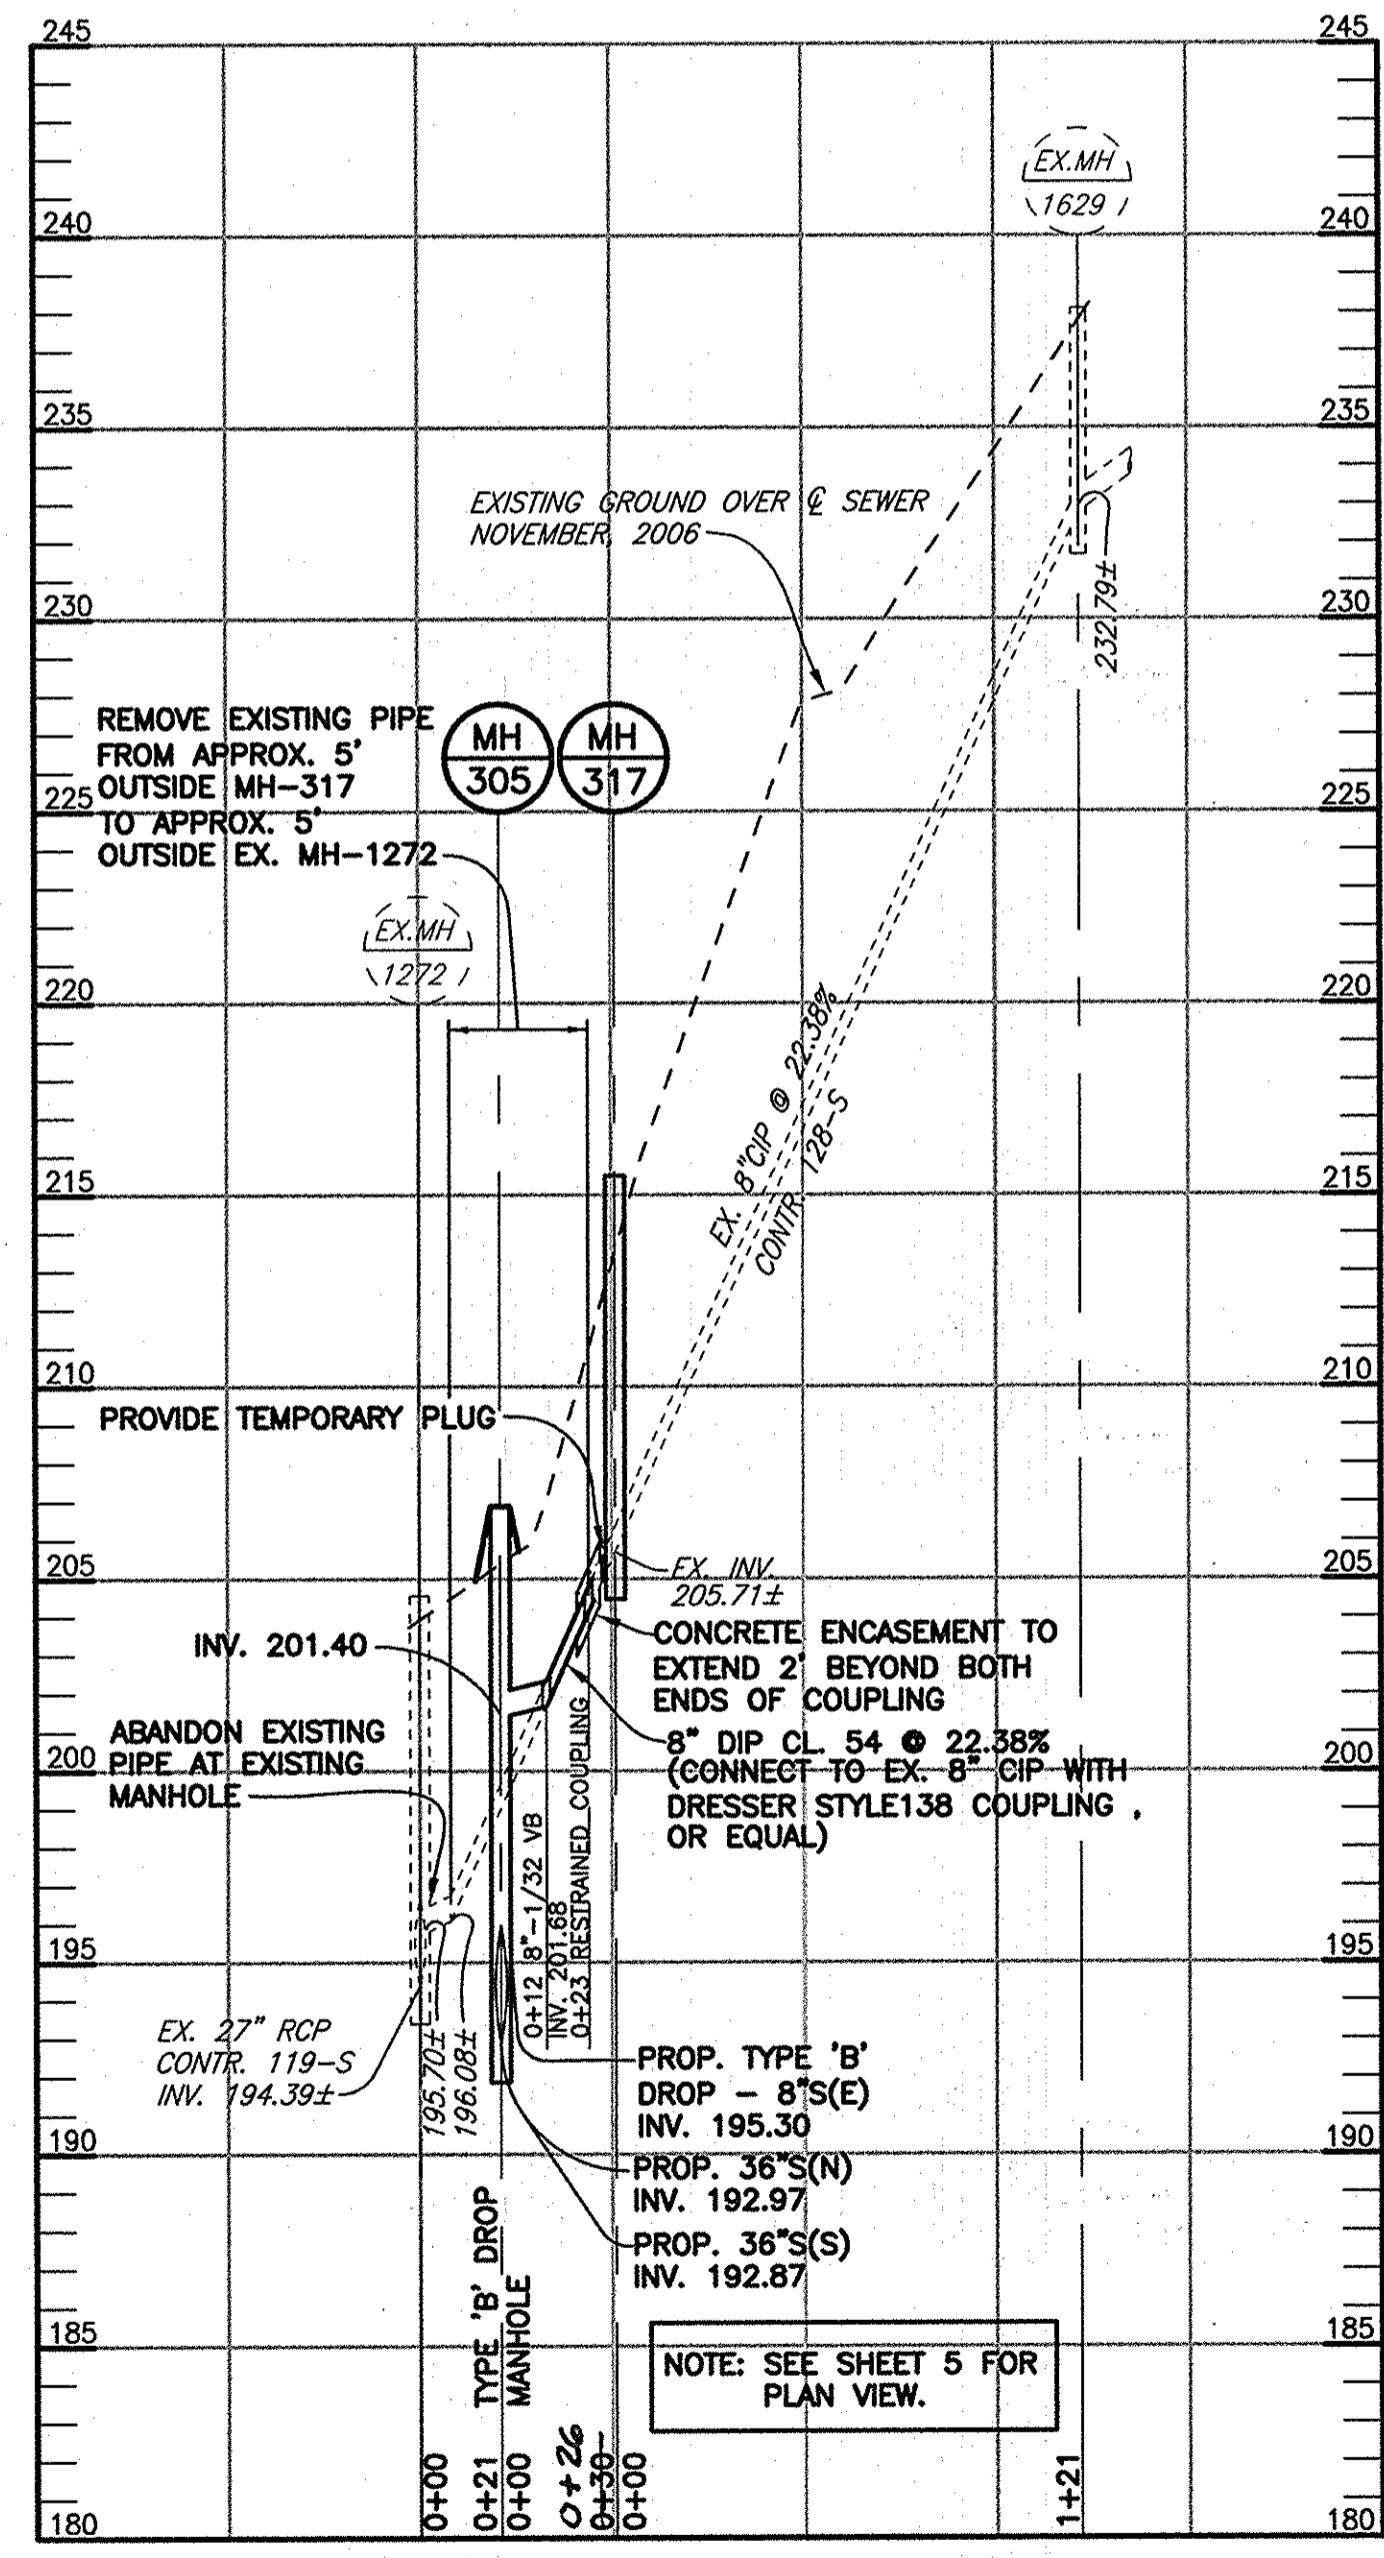 245 245
EX.MH
1629
240 240
235 235
EXISTING GROUND OVER ℄ SEWER
NOVEMBER, 2006
232.79±
230 230
REMOVE EXISTING PIPE
FROM APPROX. 5'
OUTSIDE MH-317
TO APPROX. 5'
OUTSIDE EX. MH-1272
MH
305
MH
317
225 225
EX.MH
1272
220 220
EX. 8"CIP @ 22.38%
CONTR. 128-S
215 215
210 210
PROVIDE TEMPORARY PLUG
205 205
EX. INV.
205.71±
INV. 201.40
CONCRETE ENCASEMENT TO
EXTEND 2' BEYOND BOTH
ENDS OF COUPLING
ABANDON EXISTING
PIPE AT EXISTING
MANHOLE
8" DIP CL. 54 @ 22.38%
(CONNECT TO EX. 8" CIP WITH
DRESSER STYLE138 COUPLING ,
OR EQUAL)
200 200
0+12 8"-1/32 VB
INV. 201.68
0+23 RESTRAINED COUPLING
195 195
EX. 27" RCP
CONTR. 119-S
INV. 194.39±
195.70±
196.08±
PROP. TYPE 'B'
DROP - 8"S(E)
INV. 195.30
190 190
PROP. 36"S(N)
INV. 192.97
PROP. 36"S(S)
INV. 192.87
TYPE 'B' DROP
MANHOLE
185 185
NOTE: SEE SHEET 5 FOR
PLAN VIEW.
0+00
0+21
0+00
0+26
0+30
0+00
1+21
180 180